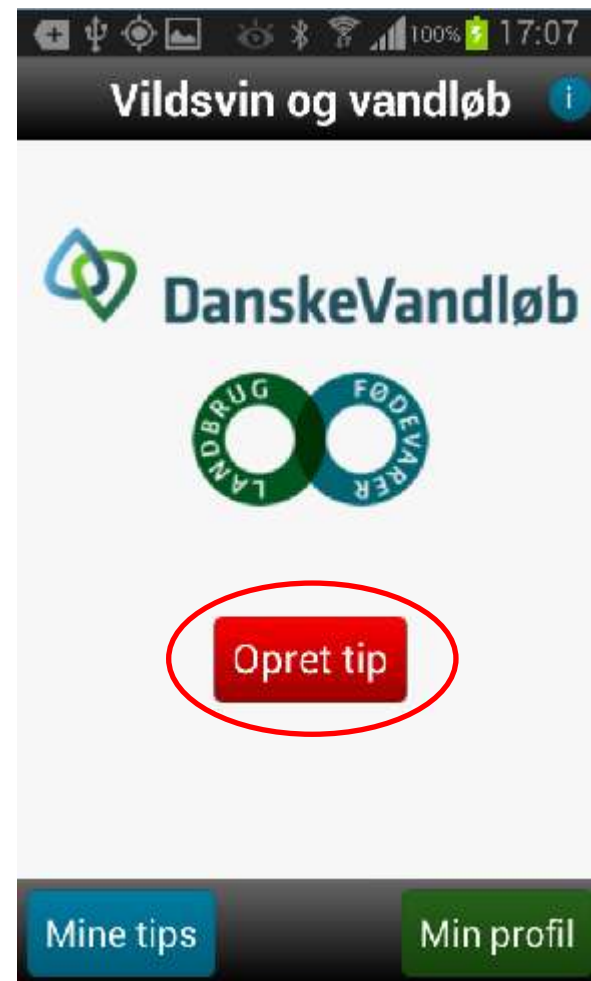 100% 17:07
Vildsvin og vandløb i
DanskeVandløb
LANDBRUG FØDEVARER
Opret tip
Mine tips Min profil